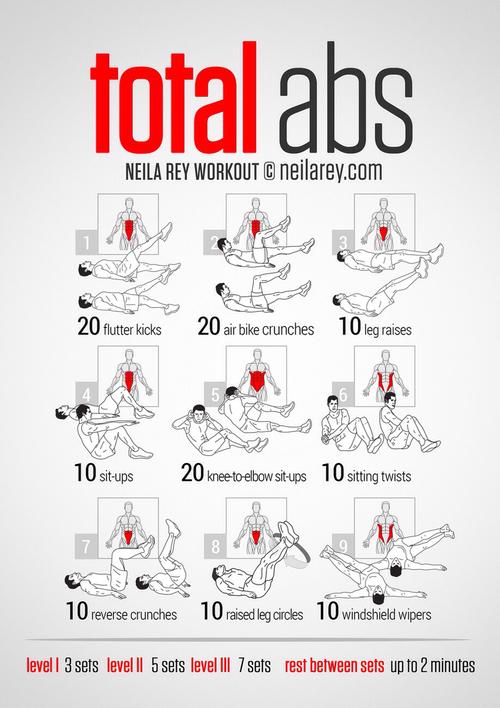 total abs
NEILA REY WORKOUT © neilarey.com
1 2 3
20 flutter kicks 20 air bike crunches 10 leg raises
4 5 6
10 sit-ups 20 knee-to-elbow sit-ups 10 sitting twists
7 8 9
10 reverse crunches 10 raised leg circles 10 windshield wipers
level I 3 sets level II 5 sets level III 7 sets rest between sets up to 2 minutes